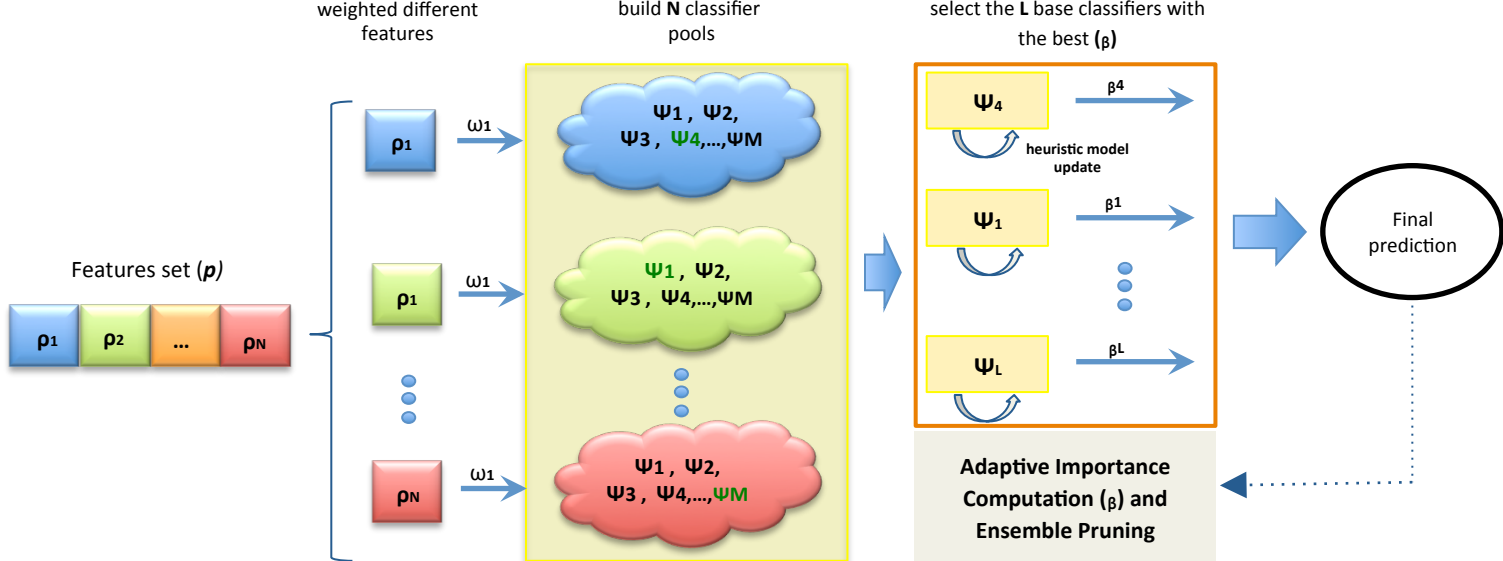 weighted different
features
build N classifier
pools
select the L base classifiers with
the best (β)
Features set (p)
ρ1
ρ2
...
ρN
ρ1
ω1
Ψ1 , Ψ2,
Ψ3 , Ψ4,...,ΨM
ρ1
ω1
Ψ1 , Ψ2,
Ψ3 , Ψ4,...,ΨM
ρN
ω1
Ψ1 , Ψ2,
Ψ3 , Ψ4,...,ΨM
Ψ4
β4
heuristic model
update
Ψ1
β1
ΨL
βL
Adaptive Importance
Computation (β) and
Ensemble Pruning
Final
prediction